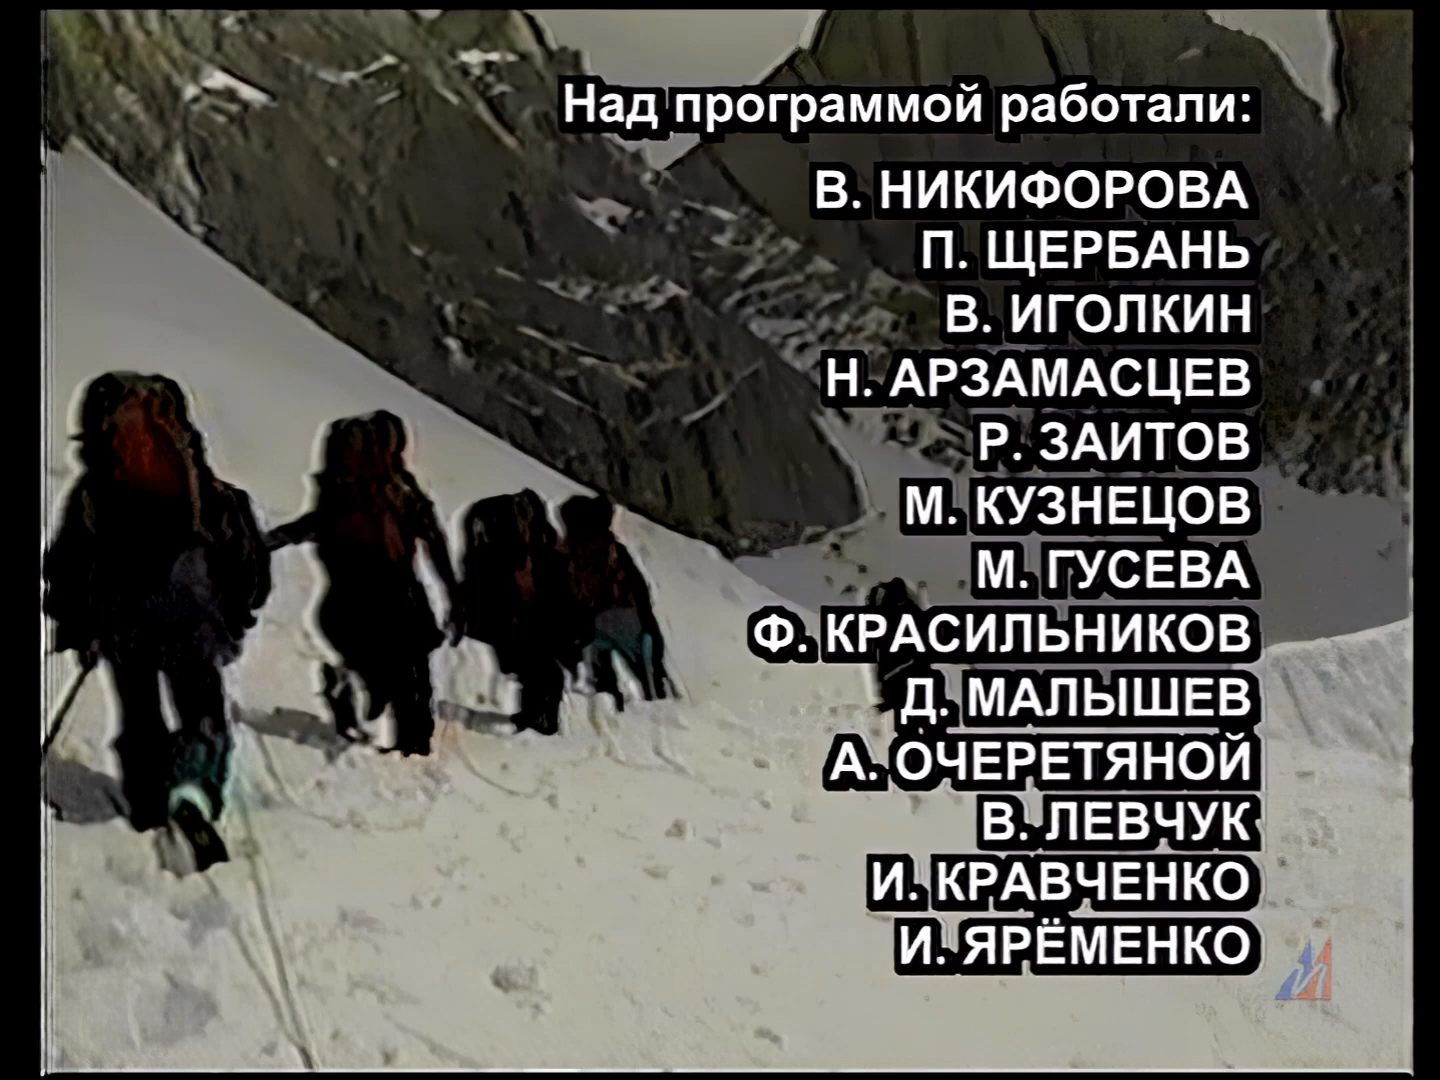 Над программой работали:
В. НИКИФОРОВА
П. ЩЕРБАНЬ
В. ИГОЛКИН
Н. АРЗАМАСЦЕВ
Р. ЗАИТОВ
М. КУЗНЕЦОВ
М. ГУСЕВА
Ф. КРАСИЛЬНИКОВ
Д. МАЛЫШЕВ
А. ОЧЕРЕТЯНОЙ
В. ЛЕВЧУК
И. КРАВЧЕНКО
И. ЯРЁМЕНКО